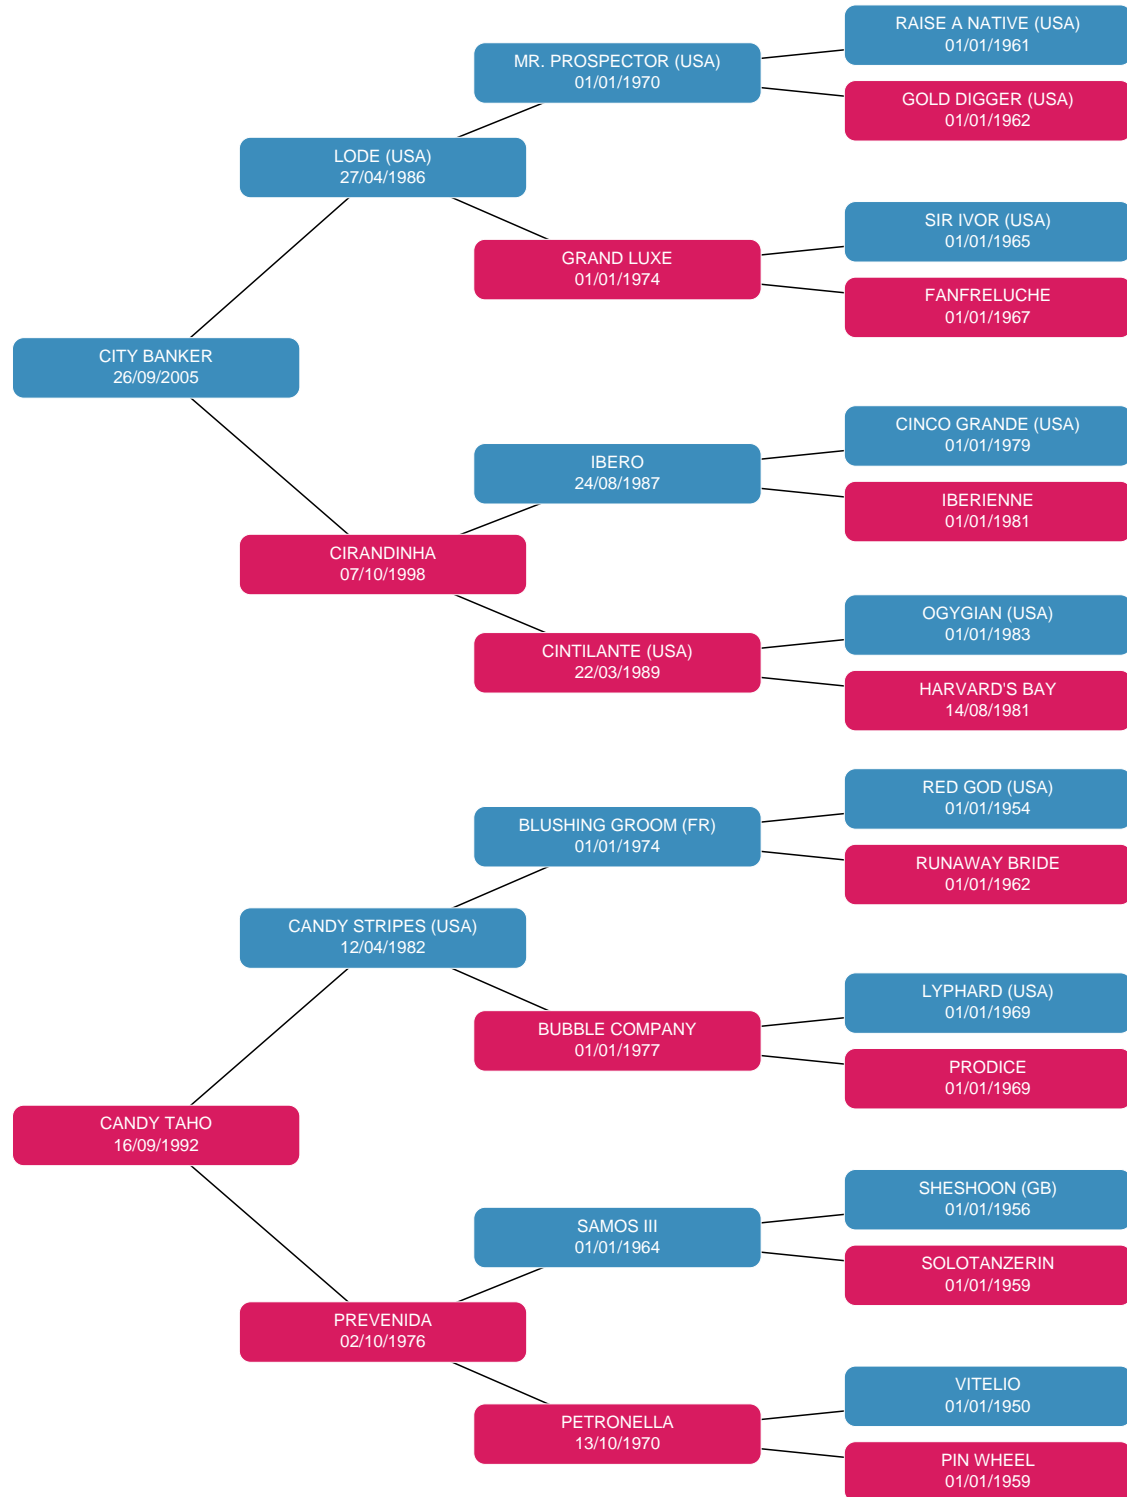 RAISE A NATIVE (USA)
01/01/1961
MR. PROSPECTOR (USA)
01/01/1970
GOLD DIGGER (USA)
01/01/1962
LODE (USA)
27/04/1986
SIR IVOR (USA)
01/01/1965
GRAND LUXE
01/01/1974
FANFRELUCHE
01/01/1967
CITY BANKER
26/09/2005
CINCO GRANDE (USA)
01/01/1979
IBERO
24/08/1987
IBERIENNE
01/01/1981
CIRANDINHA
07/10/1998
OGYGIAN (USA)
01/01/1983
CINTILANTE (USA)
22/03/1989
HARVARD'S BAY
14/08/1981
RED GOD (USA)
01/01/1954
BLUSHING GROOM (FR)
01/01/1974
RUNAWAY BRIDE
01/01/1962
CANDY STRIPES (USA)
12/04/1982
LYPHARD (USA)
01/01/1969
BUBBLE COMPANY
01/01/1977
PRODICE
01/01/1969
CANDY TAHO
16/09/1992
SHESHOON (GB)
01/01/1956
SAMOS III
01/01/1964
SOLOTANZERIN
01/01/1959
PREVENIDA
02/10/1976
VITELIO
01/01/1950
PETRONELLA
13/10/1970
PIN WHEEL
01/01/1959